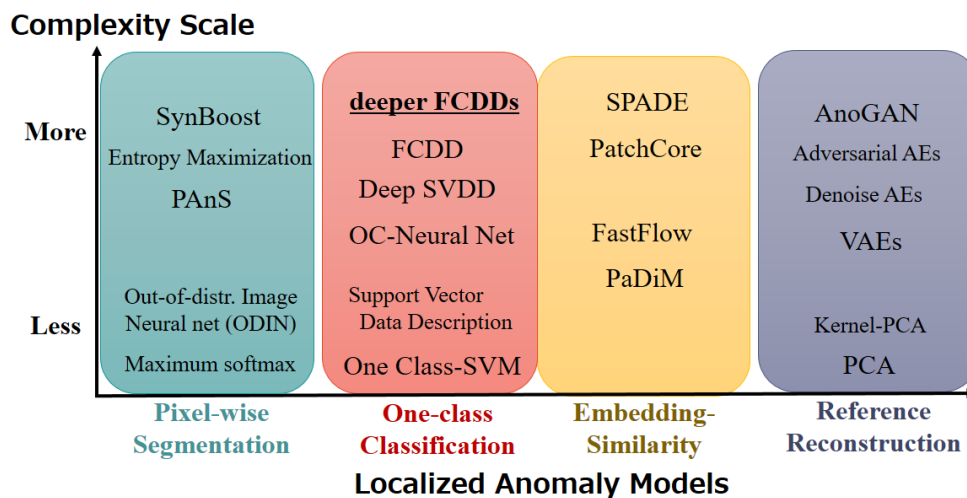 Complexity Scale
More
Less
SynBoost
Entropy Maximization
PAnS
Out-of-distr. Image
Neural net (ODIN)
Maximum softmax
deeper FCDDs
FCDD
Deep SVDD
OC-Neural Net
Support Vector
Data Description
One Class-SVM
SPADE
PatchCore
FastFlow
PaDiM
AnoGAN
Adversarial AEs
Denoise AEs
VAEs
Kernel-PCA
PCA
Pixel-wise
Segmentation
One-class
Classification
Embedding-
Similarity
Reference
Reconstruction
Localized Anomaly Models